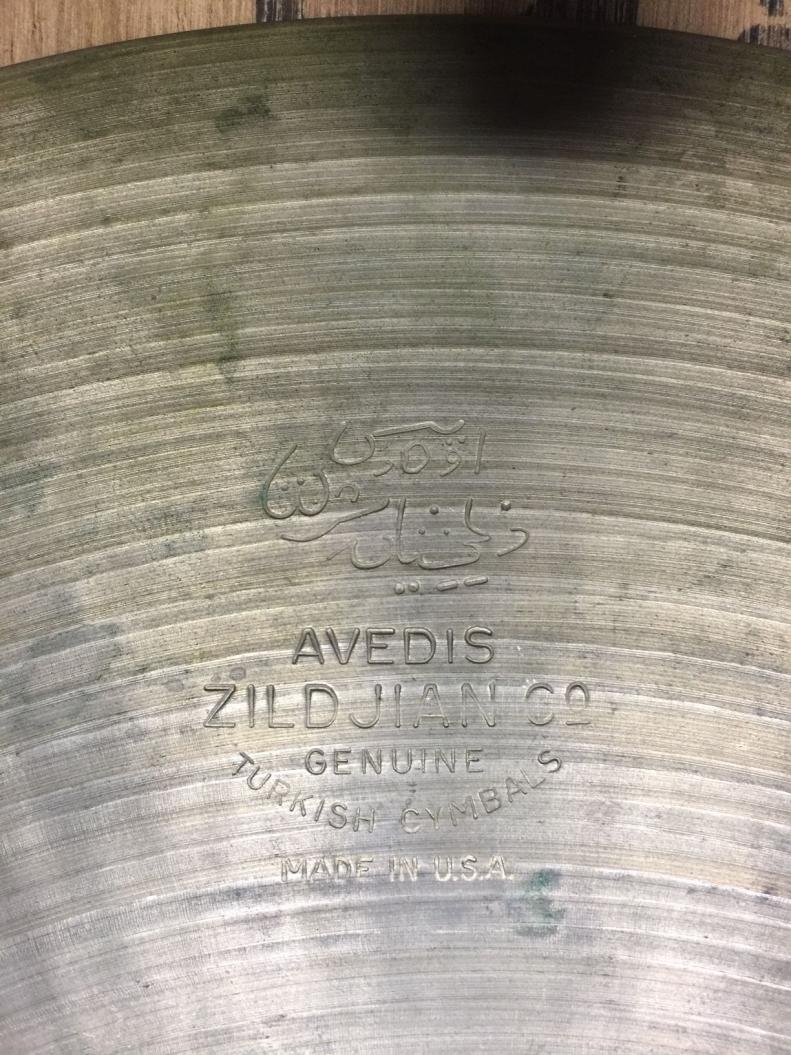 AVEDIS
ZILDJIAN Cº
GENUINE
TURKISH CYMBALS
MADE IN U.S.A.